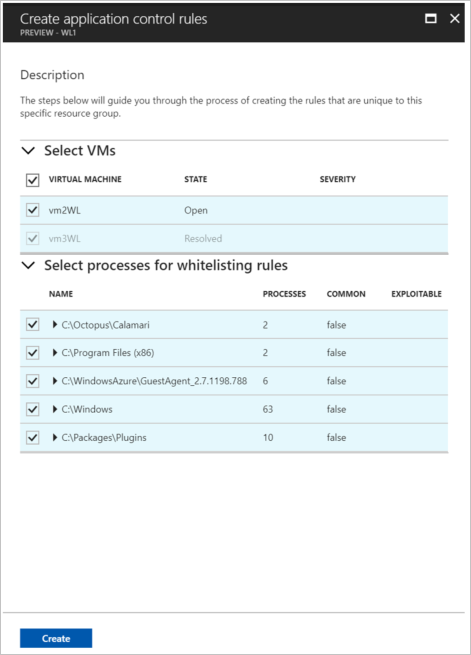 Create application control rules
PREVIEW - WL1
Description
The steps below will guide you through the process of creating the rules that are unique to this
specific resource group.
Select VMs
VIRTUAL MACHINE STATE SEVERITY
vm2WL Open
vm3WL Resolved
Select processes for whitelisting rules
NAME PROCESSES COMMON EXPLOITABLE
C:\Octopus\Calamari 2 false
C:\Program Files (x86) 2 false
C:\WindowsAzure\GuestAgent_2.7.1198.788 6 false
C:\Windows 63 false
C:\Packages\Plugins 10 false
Create